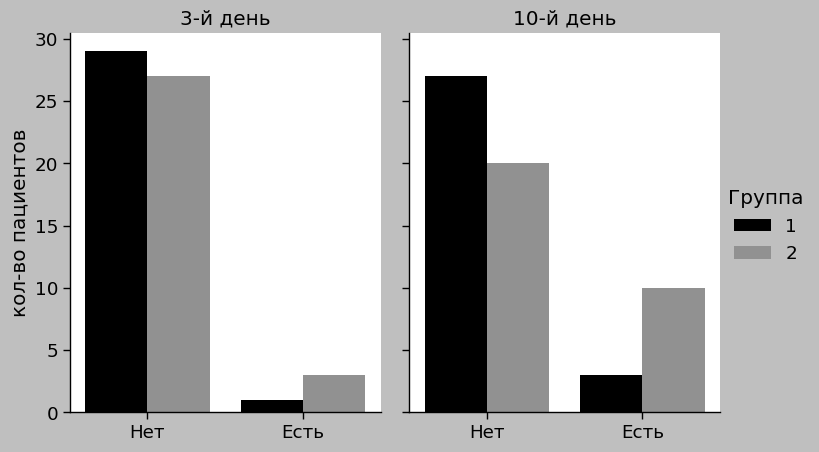 3-й день
10-й день
кол-во пациентов
30
25
20
15
10
5
0
Нет
Есть
Нет
Есть
Группа
1
2